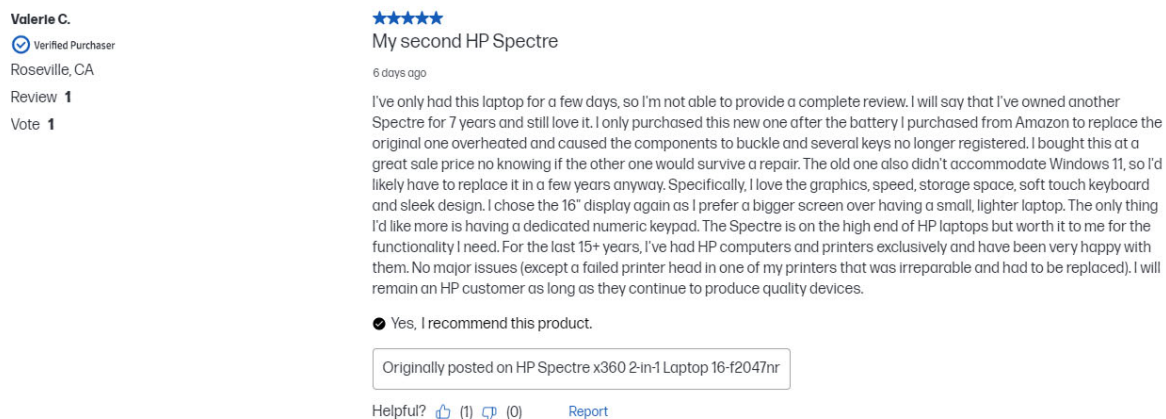 Valerie C.
Verified Purchaser
Roseville, CA
Review 1
Vote 1
My second HP Spectre
6 days ago
I've only had this laptop for a few days, so I'm not able to provide a complete review. I will say that I've owned another
Spectre for 7 years and still love it. I only purchased this new one after the battery I purchased from Amazon to replace the
original one overheated and caused the components to buckle and several keys no longer registered. I bought this at a
great sale price no knowing if the other one would survive a repair. The old one also didn't accommodate Windows 11, so I'd
likely have to replace it in a few years anyway. Specifically, I love the graphics, speed, storage space, soft touch keyboard
and sleek design. I chose the 16" display again as I prefer a bigger screen over having a small, lighter laptop. The only thing
I'd like more is having a dedicated numeric keypad. The Spectre is on the high end of HP laptops but worth it to me for the
functionality I need. For the last 15+ years, I've had HP computers and printers exclusively and have been very happy with
them. No major issues (except a failed printer head in one of my printers that was irreparable and had to be replaced). I will
remain an HP customer as long as they continue to produce quality devices.
Yes, I recommend this product.
Originally posted on HP Spectre x360 2-in-1 Laptop 16-f2047nr
Helpful? (1) (0) Report